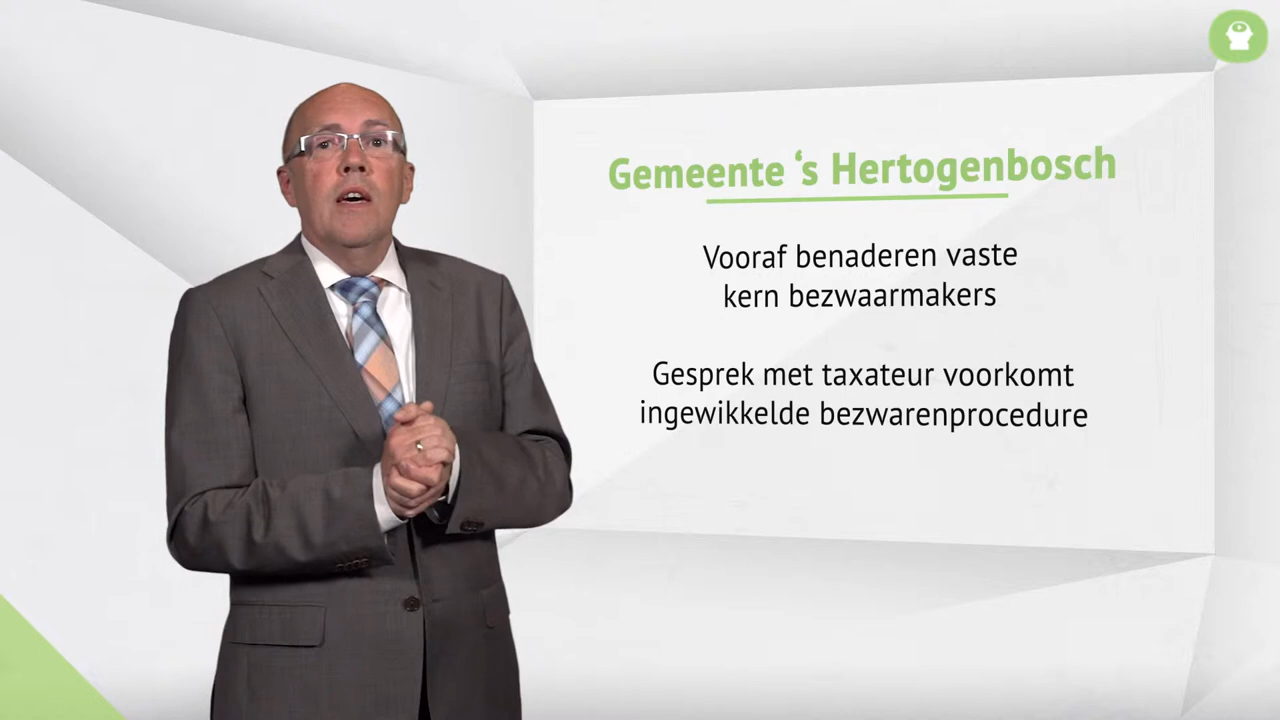 Gemeente ‘s Hertogenbosch
Vooraf benaderen vaste
kern bezwaarmakers
Gesprek met taxateur voorkomt
ingewikkelde bezwarenprocedure